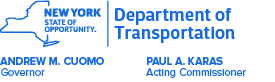 NEW YORK
STATE OF
OPPORTUNITY.
Department of
Transportation
ANDREW M. CUOMO
Governor
PAUL A. KARAS
Acting Commissioner